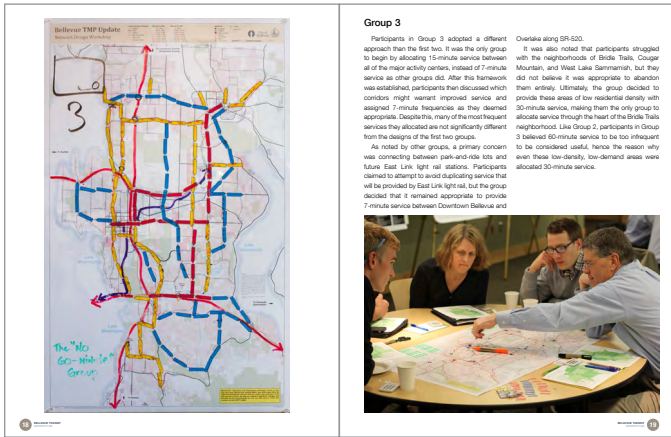 Bellevue TMP Update
Network Design Workshop
3
The "No
Go-Minie"
Group
18
BELLEVUE TRANSIT
Group 3
Participants in Group 3 adopted a different
approach than the first two. It was the only group
to begin by allocating 15-minute service between
all of the major activity centers, instead of 7-minute
service as other groups did. After this framework
was established, participants then discussed which
corridors might warrant improved service and
assigned 7-minute frequencies as they deemed
appropriate. Despite this, many of the most frequent
services they allocated are not significantly different
from the designs of the first two groups.
As noted by other groups, a primary concern
was connecting between park-and-ride lots and
future East Link light rail stations. Participants
claimed to attempt to avoid duplicating service that
will be provided by East Link light rail, but the group
decided that it remained appropriate to provide
7-minute service between Downtown Bellevue and
Overlake along SR-520.
It was also noted that participants struggled
with the neighborhoods of Bridle Trails, Couger
Mountain, and West Lake Sammamish, but they
did not believe it was appropriate to abandon
them entirely. Ultimately, the group decided to
provide these areas of low residential density with
30-minute service, making them the only group to
allocate service through the heart of the Bridle Trails
neighborhood. Like Group 2, participants in Group
3 believed 60-minute service to be too infrequent
to be considered useful, hence the reason why
even these low-density, low-demand areas were
allocated 30-minute service.
BELLEVUE TRANSIT
19